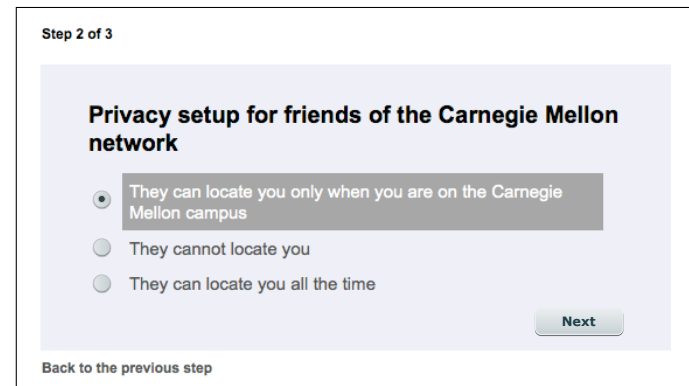 Step 2 of 3
Privacy setup for friends of the Carnegie Mellon
network
They can locate you only when you are on the Carnegie
Mellon campus
They cannot locate you
They can locate you all the time
Next
Back to the previous step